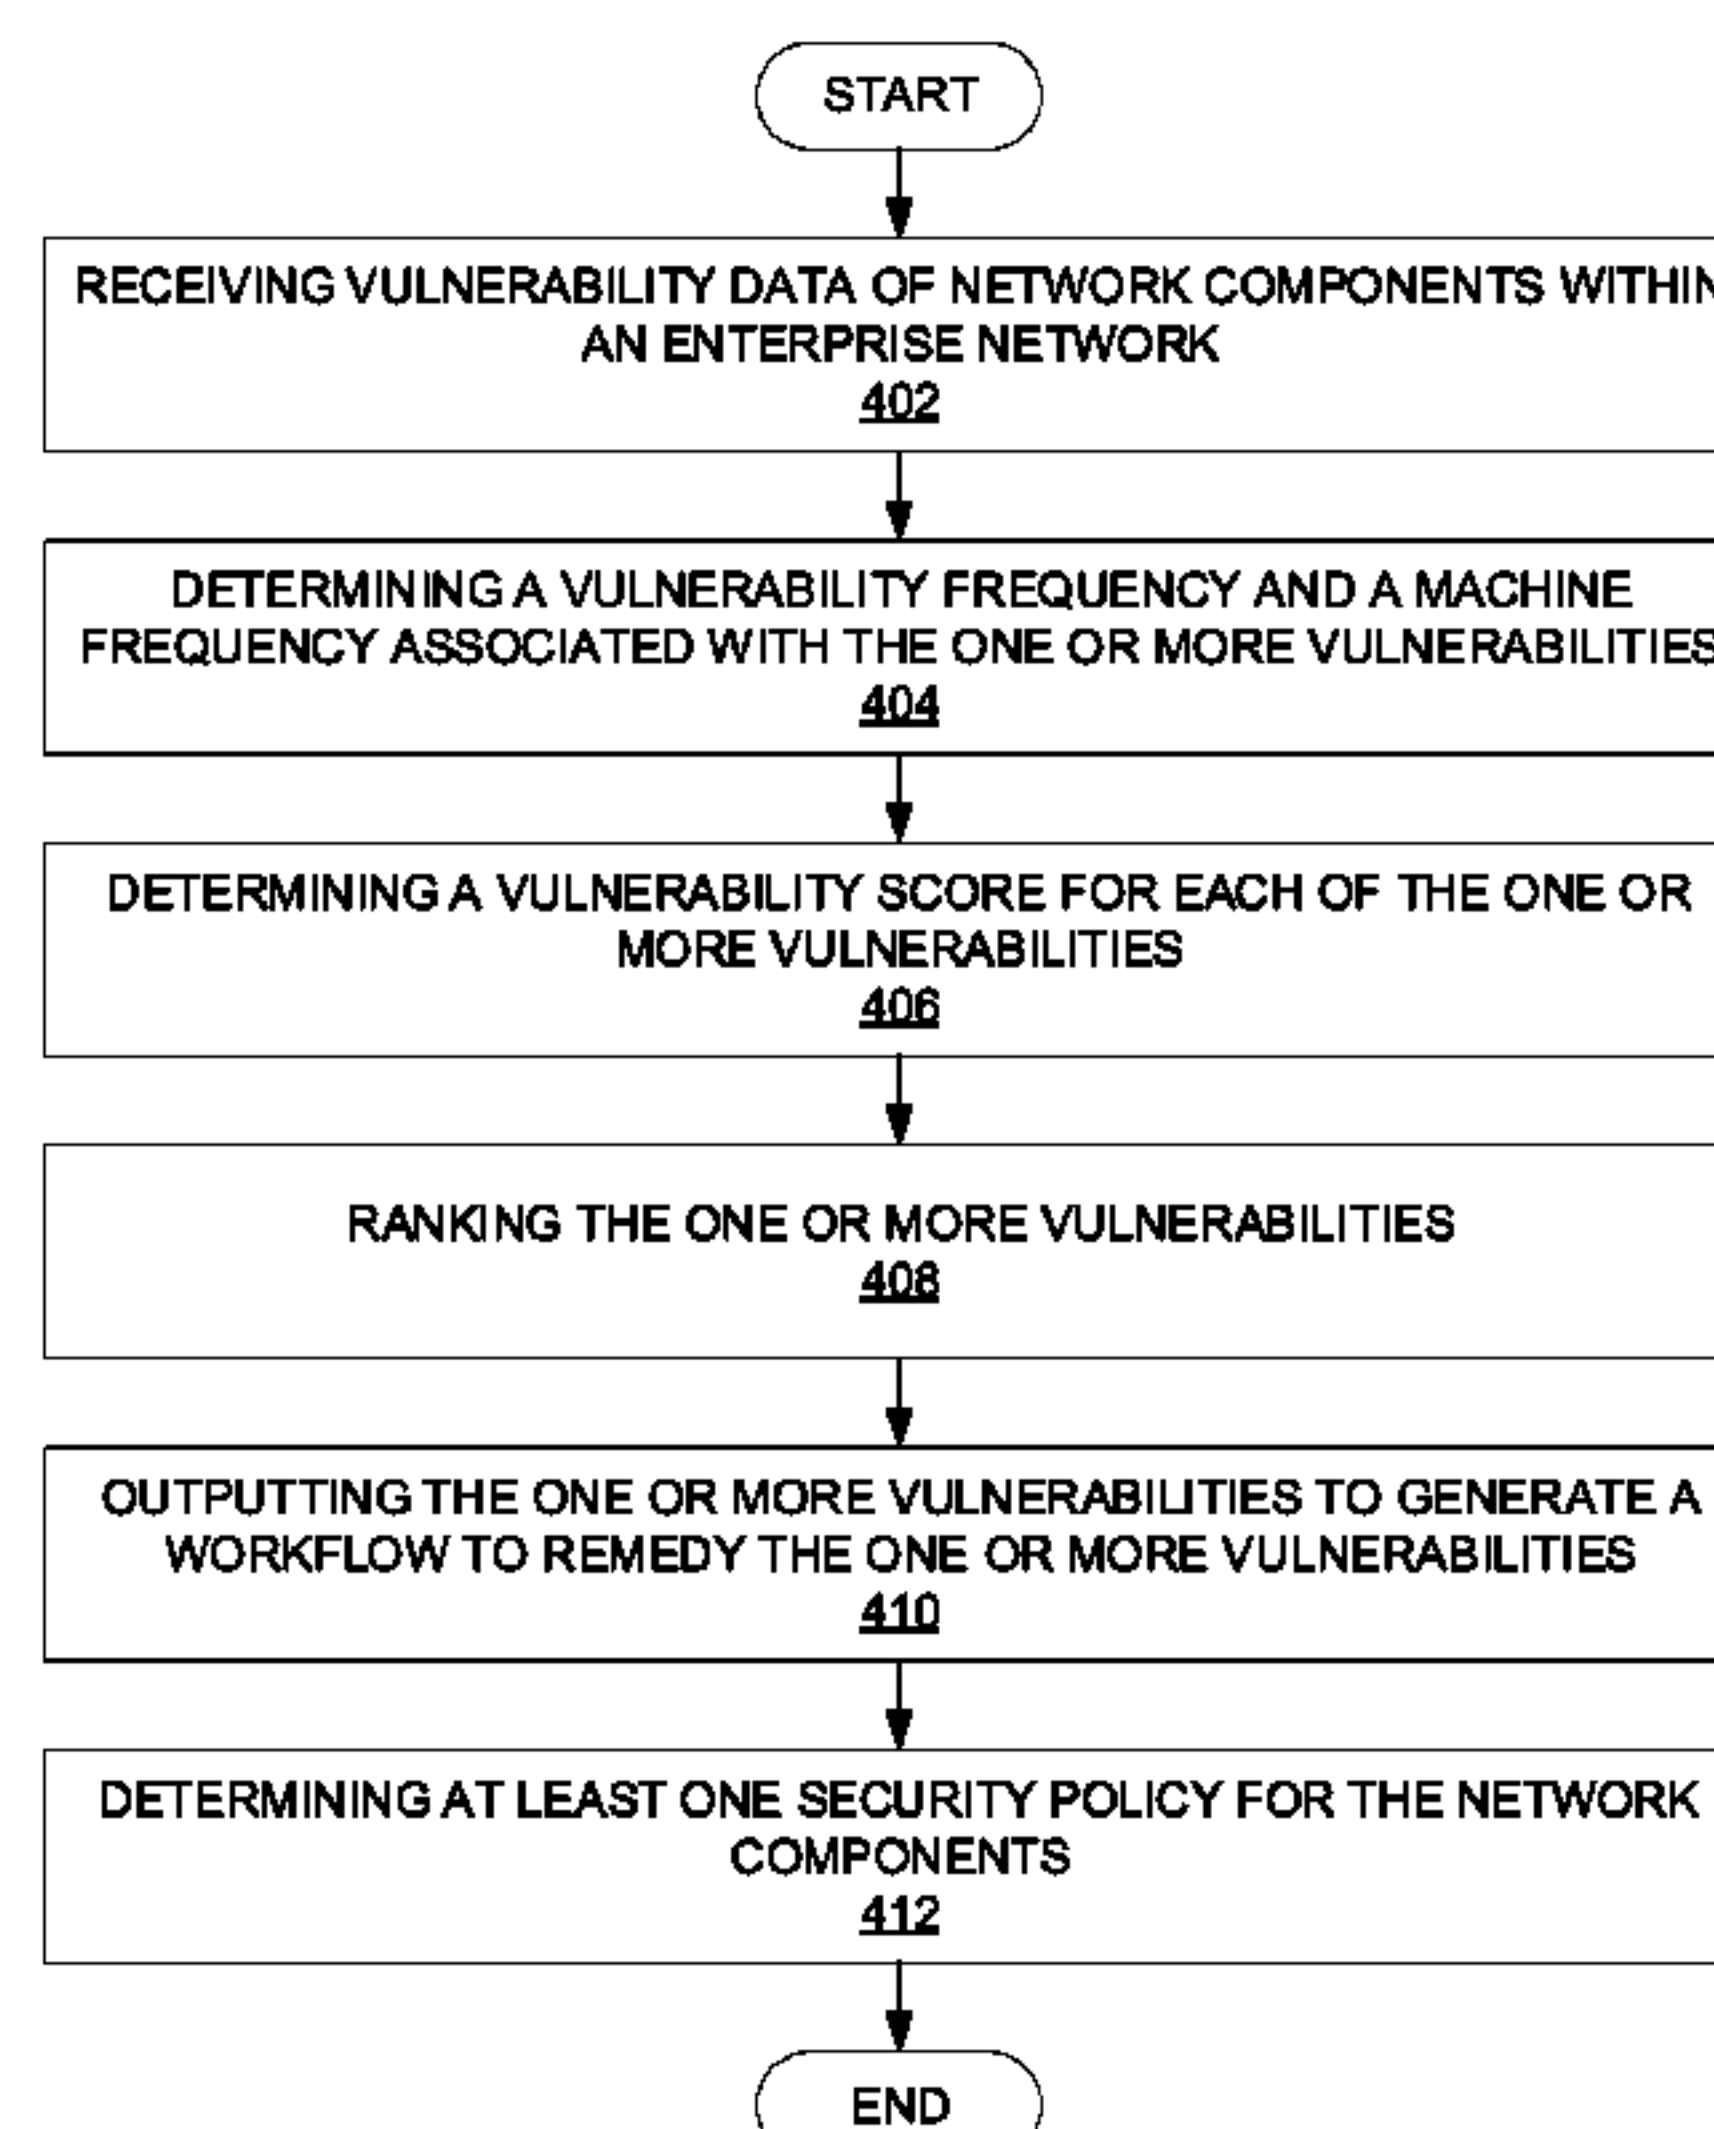 START
RECEIVING VULNERABILITY DATA OF NETWORK COMPONENTS WITHIN
AN ENTERPRISE NETWORK
402
DETERMINING A VULNERABILITY FREQUENCY AND A MACHINE
FREQUENCY ASSOCIATED WITH THE ONE OR MORE VULNERABILITIES
404
DETERMINING A VULNERABILITY SCORE FOR EACH OF THE ONE OR
MORE VULNERABILITIES
406
RANKING THE ONE OR MORE VULNERABILITIES
408
OUTPUTTING THE ONE OR MORE VULNERABILITIES TO GENERATE A
WORKFLOW TO REMEDY THE ONE OR MORE VULNERABILITIES
410
DETERMINING AT LEAST ONE SECURITY POLICY FOR THE NETWORK
COMPONENTS
412
END